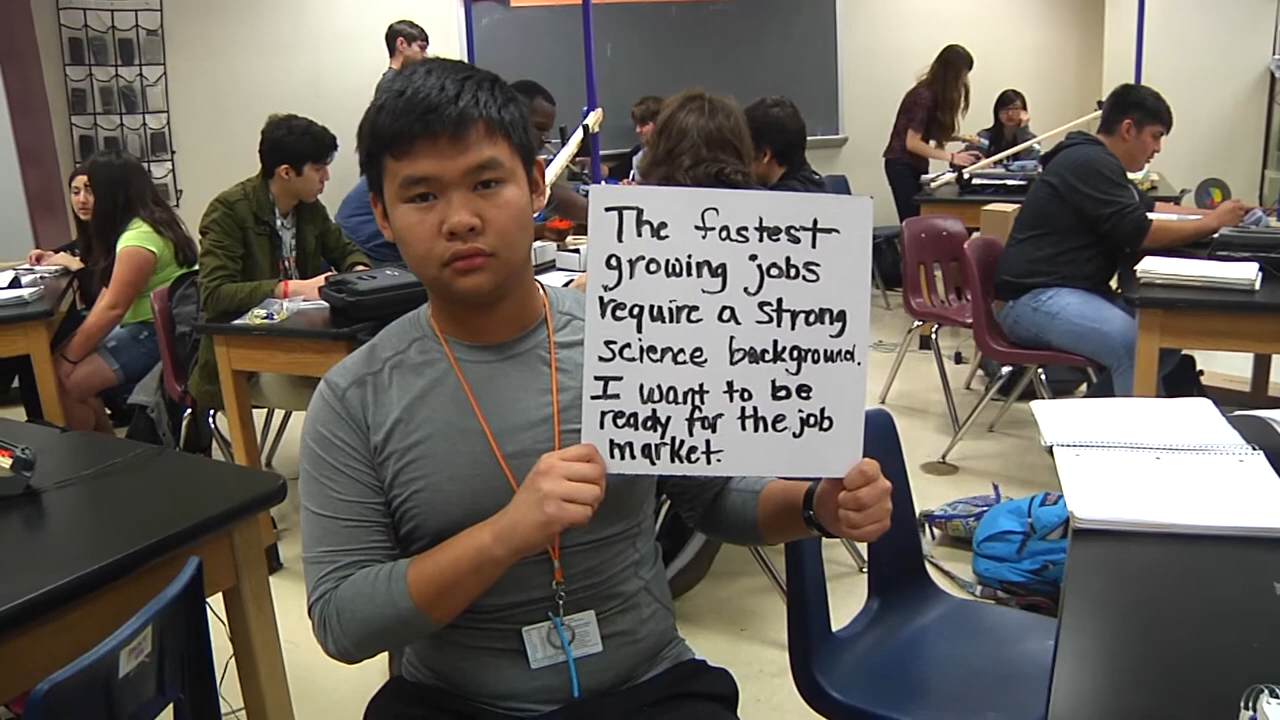 The fastest
growing jobs
require a strong
science background.
I want to be
ready for the job
market.